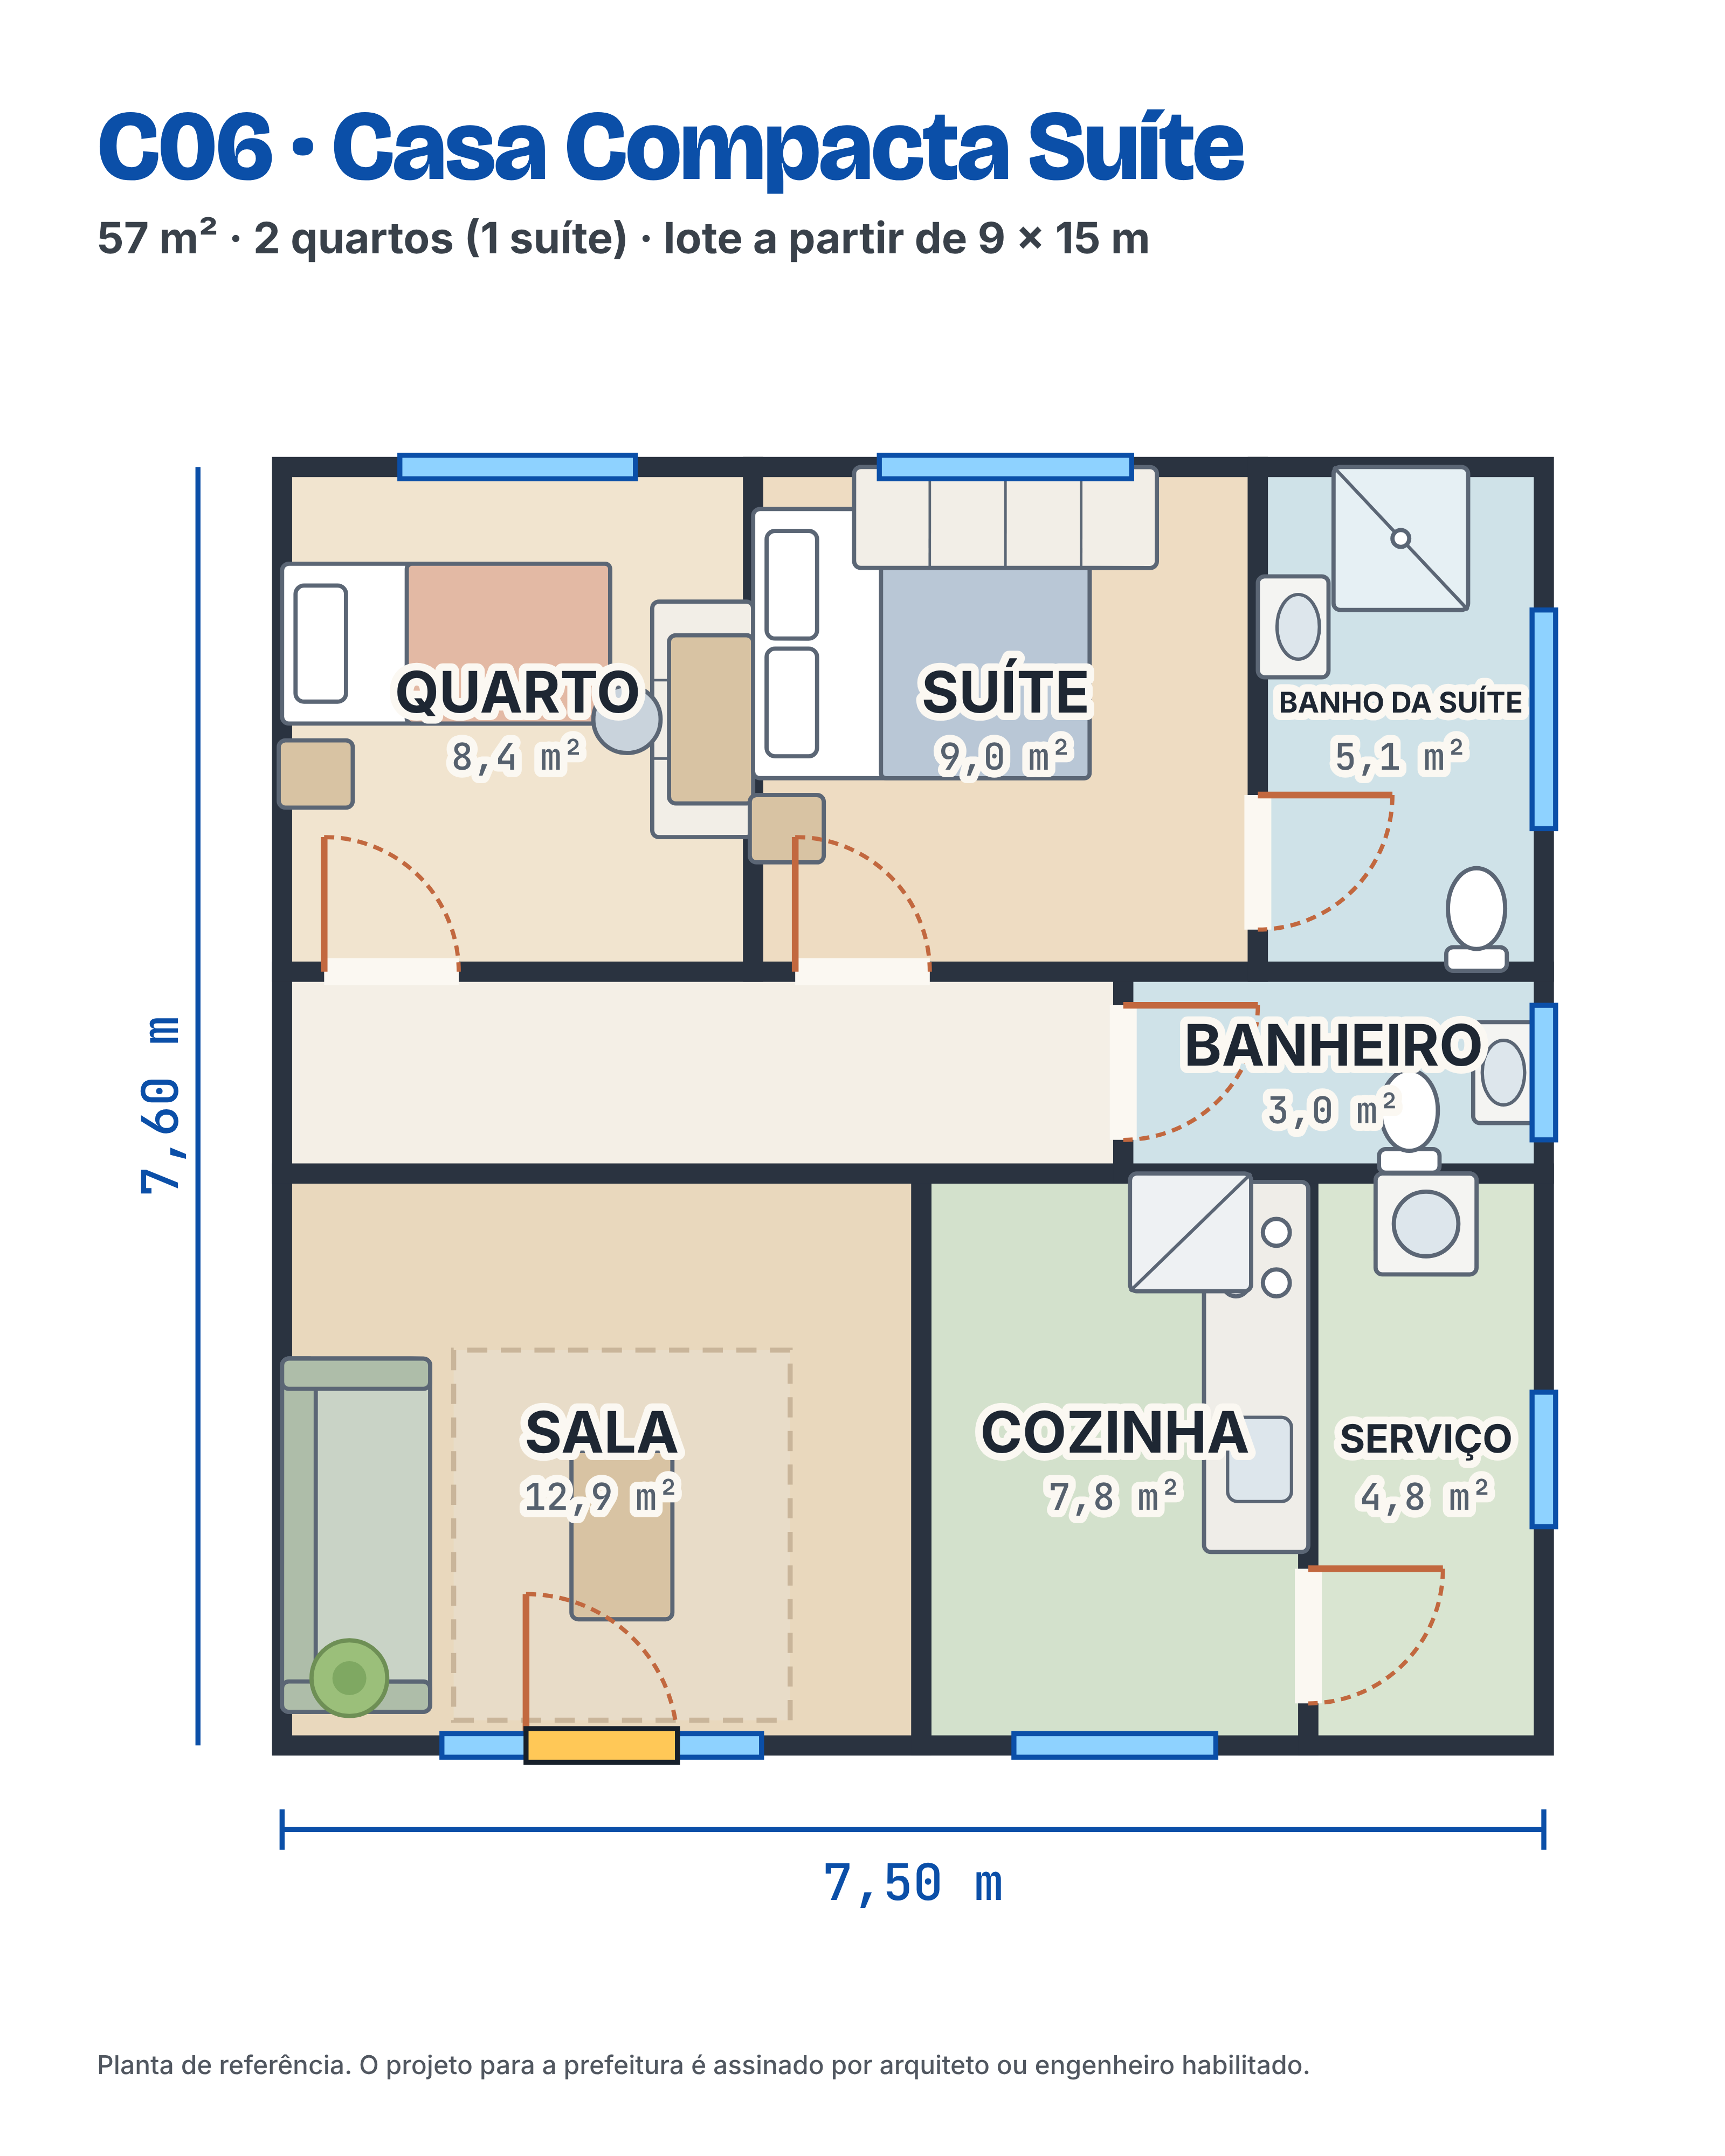 C06 · Casa Compacta Suíte
57 m² · 2 quartos (1 suíte) · lote a partir de 9 × 15 m
QUARTO
8,4 m²
SUÍTE
9,0 m²
BANHO DA SUÍTE
5,1 m²
7,60 m
BANHEIRO
3,0 m²
SALA
12,9 m²
COZINHA
7,8 m²
SERVIÇO
4,8 m²
7,50 m
Planta de referência. O projeto para a prefeitura é assinado por arquiteto ou engenheiro habilitado.